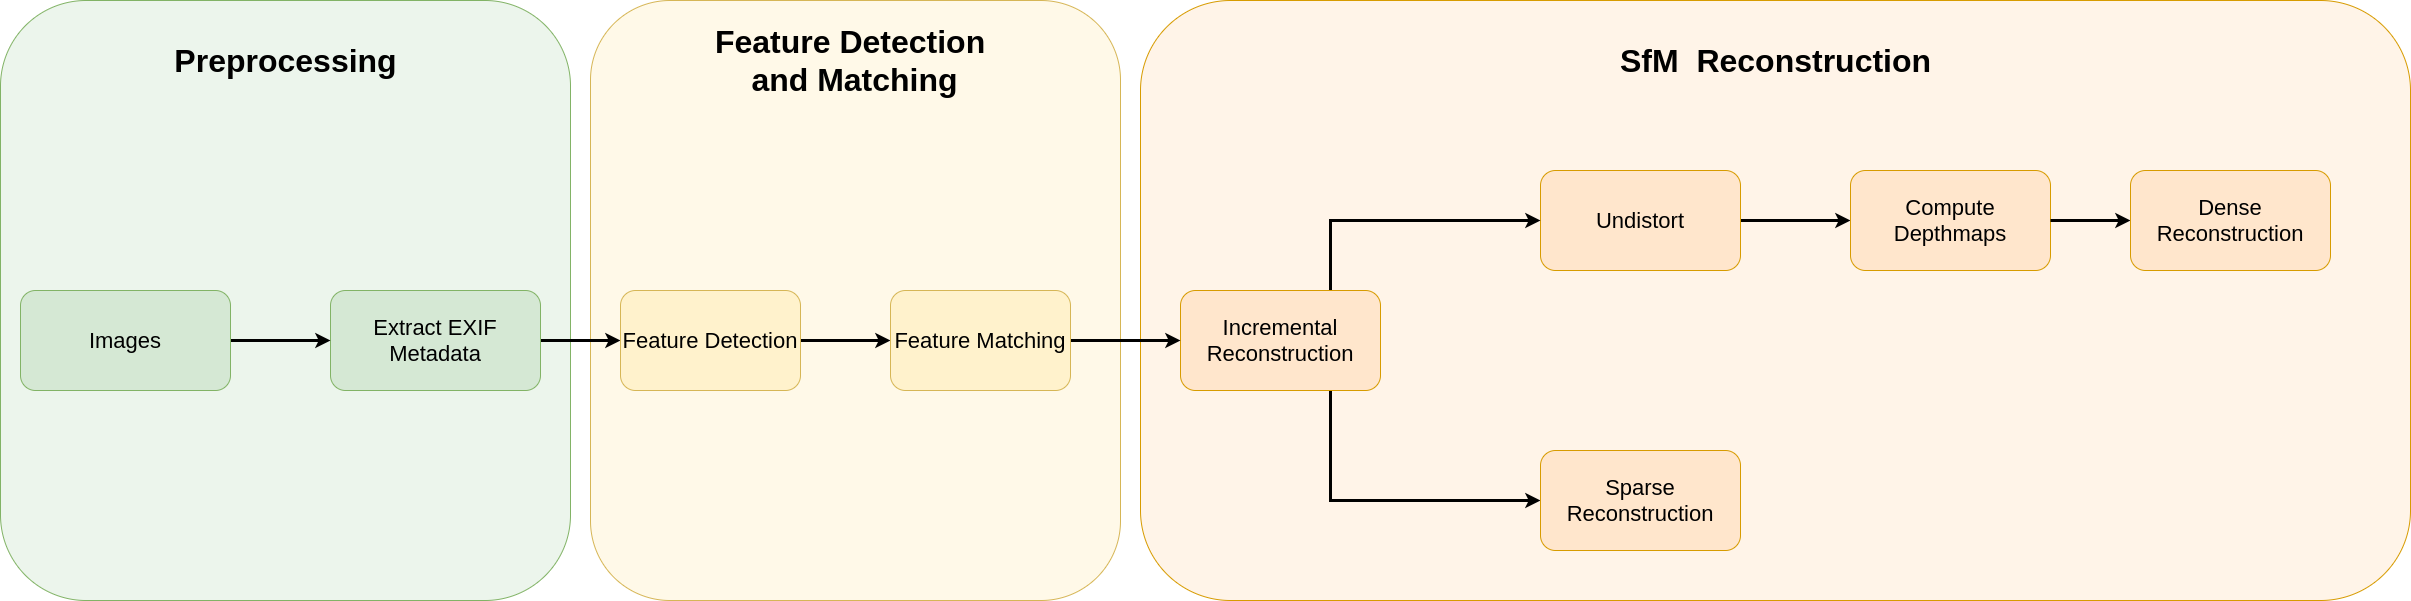 Preprocessing
Feature Detection
and Matching
SfM  Reconstruction
Images
Extract EXIF
Metadata
Feature Detection
Feature Matching
Incremental
Reconstruction
Undistort
Compute
Depthmaps
Dense
Reconstruction
Sparse
Reconstruction